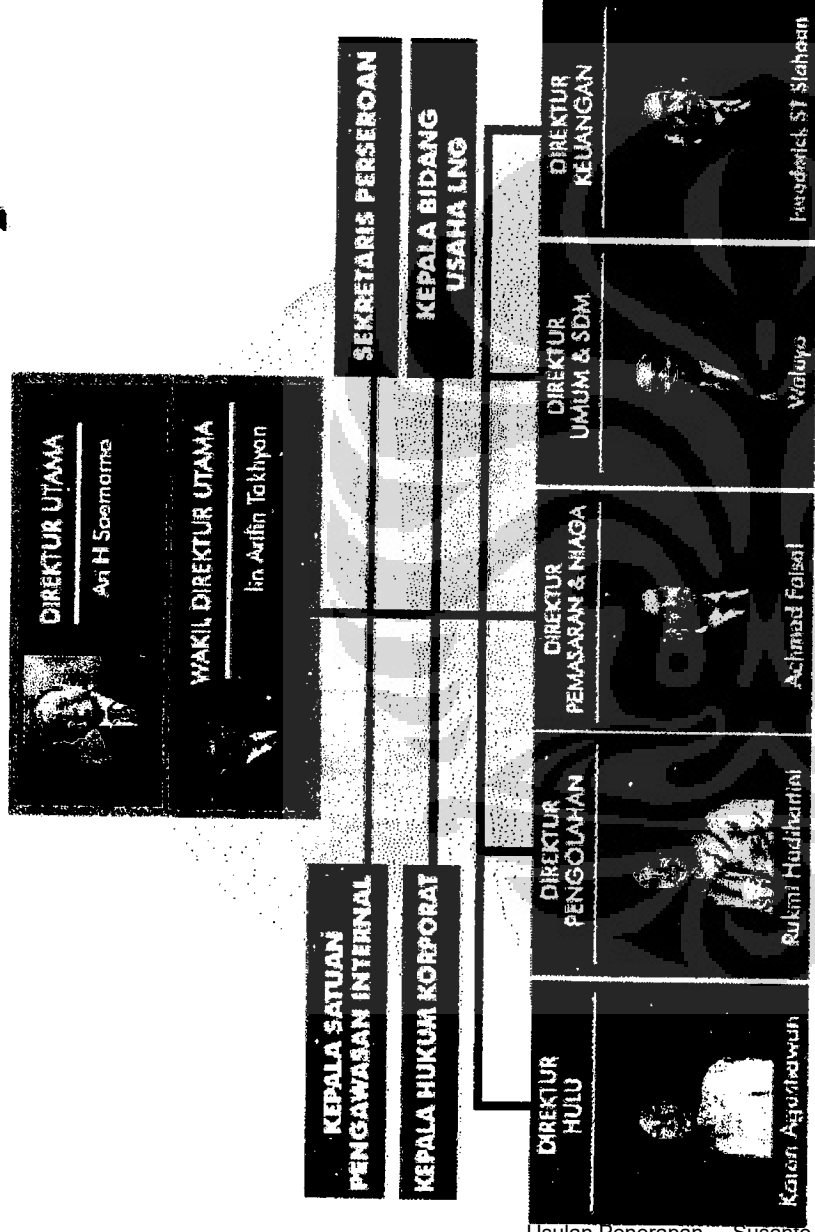 DIREKTUR UTAMA
Ari H Soemarno
WAKIL DIREKTUR UTAMA
Iin Arifin Takhyan
KEPALA SATUAN
PENGAWASAN INTERNAL
SEKRETARIS PERSEROAN
KEPALA HUKUM KORPORAT
KEPALA BIDANG
USAHA LNG
DIREKTUR
HULU
Karen Agustiawan
DIREKTUR
PENGOLAHAN
Rukmi Hadihartini
DIREKTUR
PEMASARAN & NIAGA
Achmad Faisal
DIREKTUR
UMUM & SDM
Waluyo
DIREKTUR
KEUANGAN
Frederick ST Siahaan